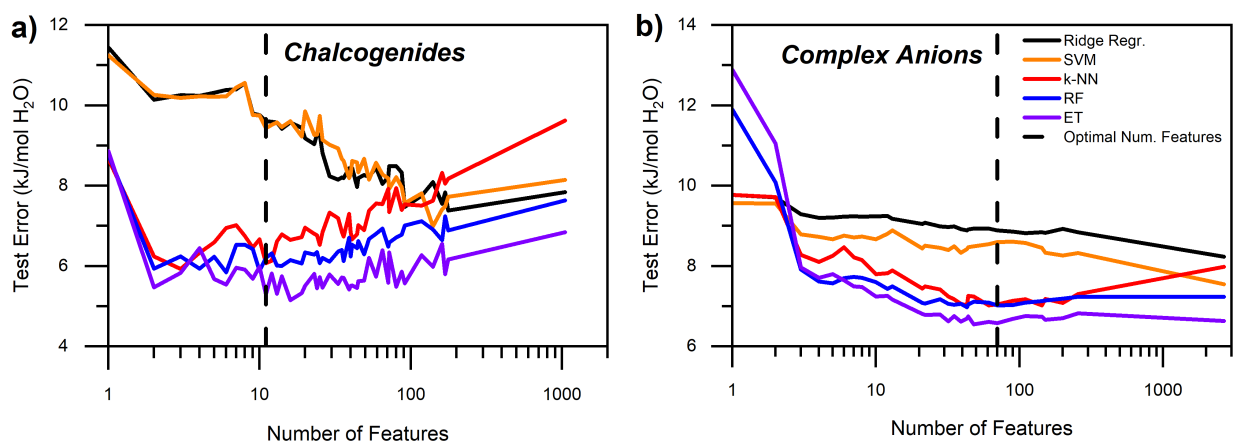 a)
Chalcogenides
Test Error (kJ/mol H₂O)
12
10
8
6
4
1
10
100
1000
Number of Features
b)
Complex Anions
Ridge Regr.
SVM
k-NN
RF
ET
Optimal Num. Features
Test Error (kJ/mol H₂O)
14
12
10
8
6
1
10
100
1000
Number of Features